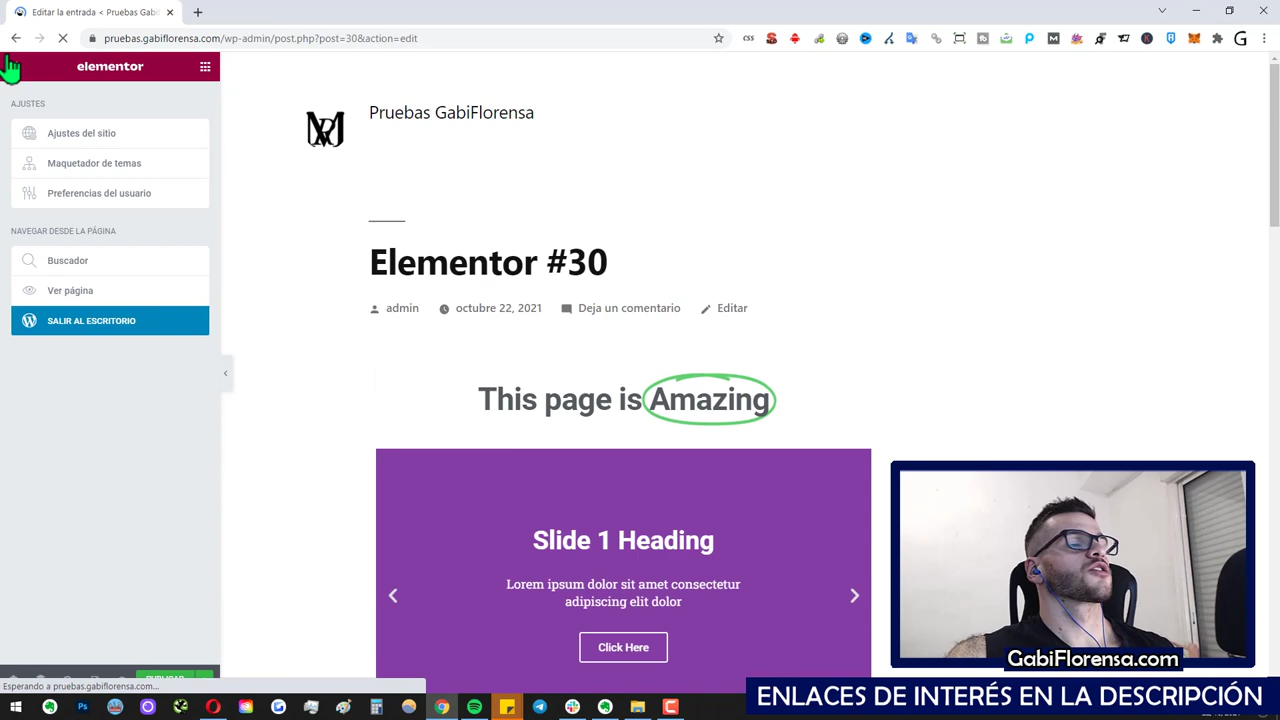 Editar la entrada < Pruebas Gabi
pruebas.gabiflorensa.com/wp-admin/post.php?post=30&action=edit
elementor
AJUSTES
Ajustes del sitio
Maquetador de temas
Preferencias del usuario
NAVEGAR DESDE LA PÁGINA
Buscador
Ver página
SALIR AL ESCRITORIO
Pruebas GabiFlorensa
Elementor #30
admin
octubre 22, 2021
Deja un comentario
Editar
This page is Amazing
Slide 1 Heading
Lorem ipsum dolor sit amet consectetur
adipiscing elit dolor
Click Here
PUBLICAR
Esperando a pruebas.gabiflorensa.com...
GabiFlorensa.com
ENLACES DE INTERÉS EN LA DESCRIPCIÓN